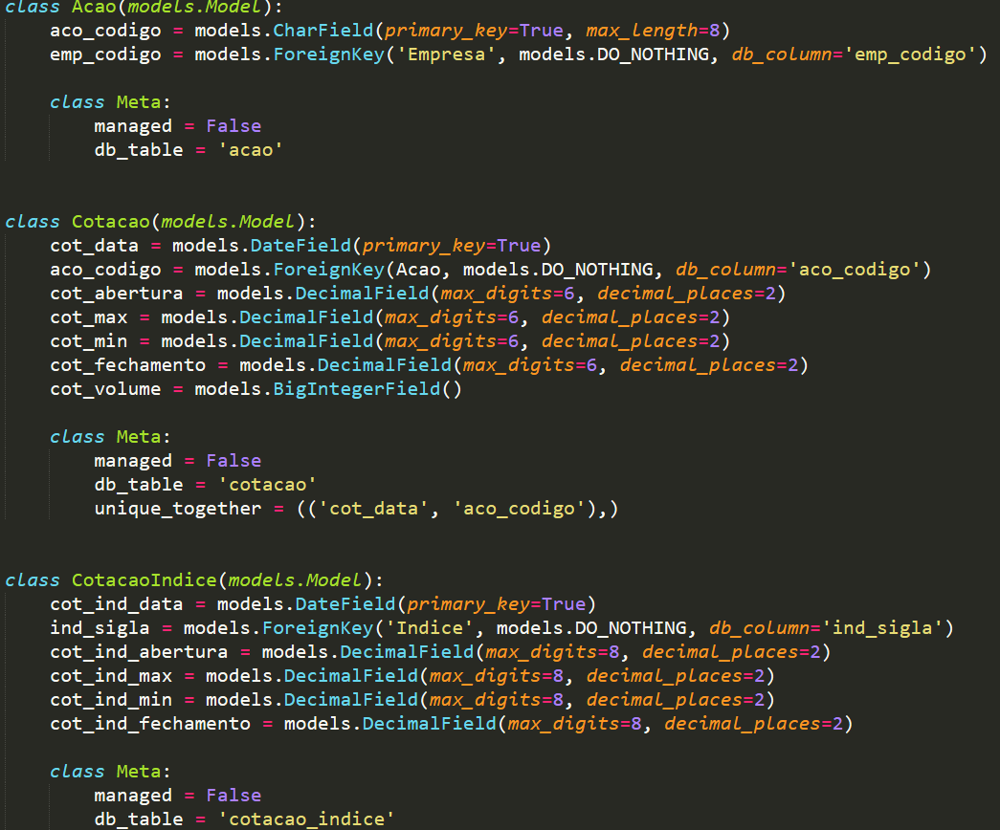 class Acao(models.Model):
    aco_codigo = models.CharField(primary_key=True, max_length=8)
    emp_codigo = models.ForeignKey('Empresa', models.DO_NOTHING, db_column='emp_codigo')

    class Meta:
        managed = False
        db_table = 'acao'


class Cotacao(models.Model):
    cot_data = models.DateField(primary_key=True)
    aco_codigo = models.ForeignKey(Acao, models.DO_NOTHING, db_column='aco_codigo')
    cot_abertura = models.DecimalField(max_digits=6, decimal_places=2)
    cot_max = models.DecimalField(max_digits=6, decimal_places=2)
    cot_min = models.DecimalField(max_digits=6, decimal_places=2)
    cot_fechamento = models.DecimalField(max_digits=6, decimal_places=2)
    cot_volume = models.BigIntegerField()

    class Meta:
        managed = False
        db_table = 'cotacao'
        unique_together = (('cot_data', 'aco_codigo'),)


class CotacaoIndice(models.Model):
    cot_ind_data = models.DateField(primary_key=True)
    ind_sigla = models.ForeignKey('Indice', models.DO_NOTHING, db_column='ind_sigla')
    cot_ind_abertura = models.DecimalField(max_digits=8, decimal_places=2)
    cot_ind_max = models.DecimalField(max_digits=8, decimal_places=2)
    cot_ind_min = models.DecimalField(max_digits=8, decimal_places=2)
    cot_ind_fechamento = models.DecimalField(max_digits=8, decimal_places=2)

    class Meta:
        managed = False
        db_table = 'cotacao_indice'